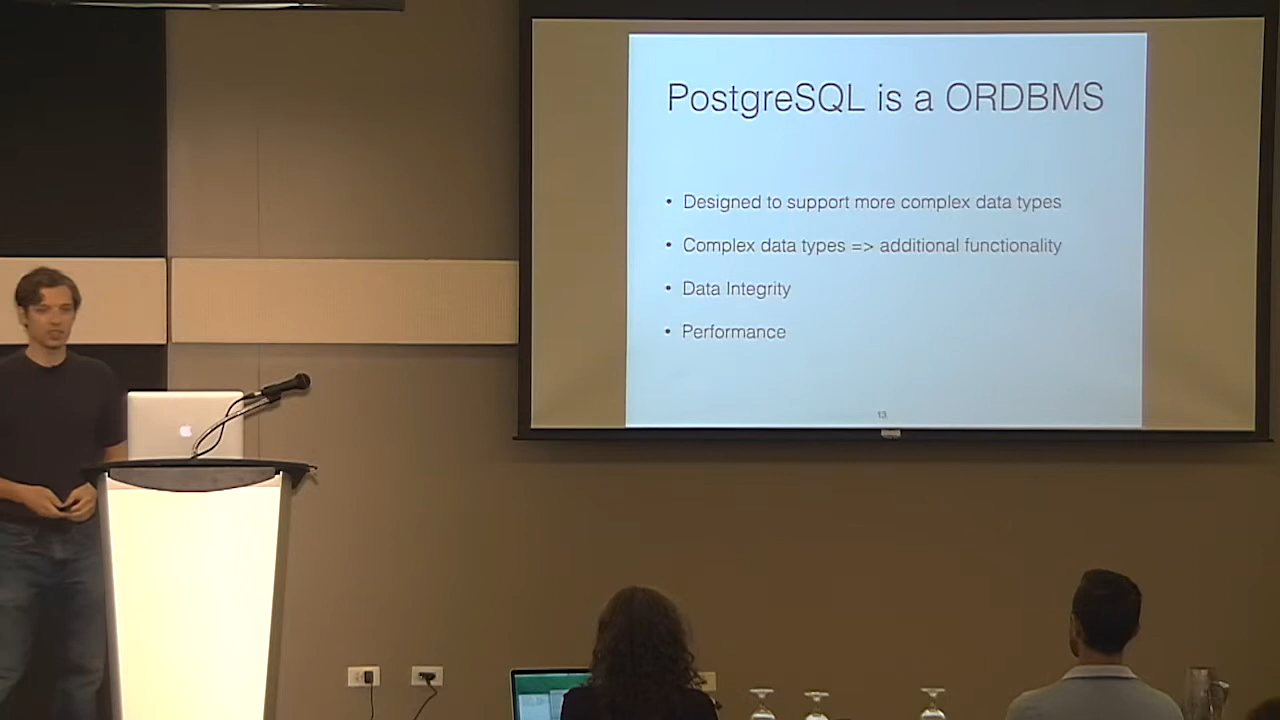 PostgreSQL is a ORDBMS
• Designed to support more complex data types
• Complex data types => additional functionality
• Data Integrity
• Performance
13